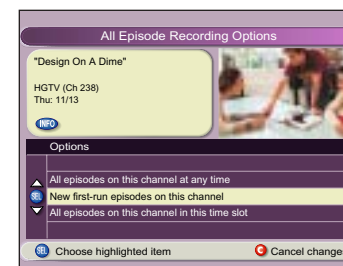 All Episode Recording Options
"Design On A Dime"
HGTV (Ch 238)
Thu: 11/13
INFO
Options
All episodes on this channel at any time
SEL New first-run episodes on this channel
All episodes on this channel in this time slot
SEL Choose highlighted item C Cancel change